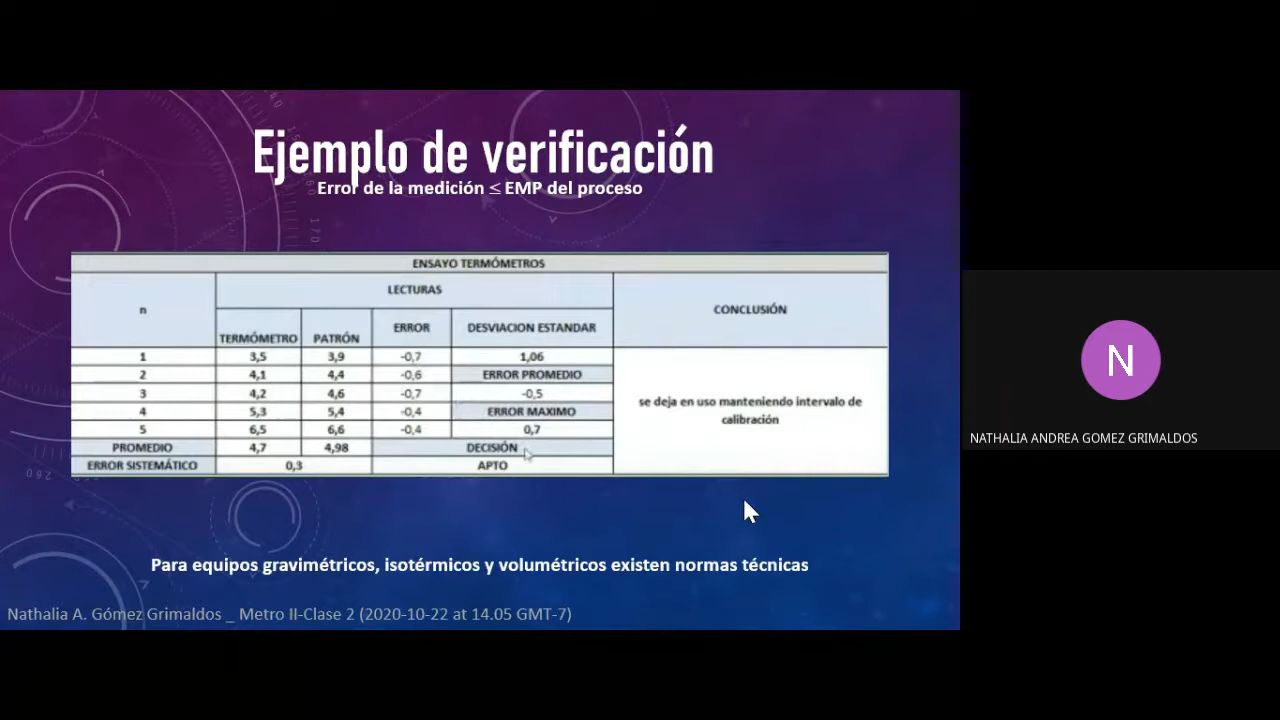 Ejemplo de verificación
Error de la medición ≤ EMP del proceso
ENSAYO TERMÓMETROS
n LECTURAS CONCLUSIÓN
TERMÓMETRO PATRÓN ERROR DESVIACION ESTANDAR
1 3,5 3,9 -0,7 1,06
2 4,1 4,4 -0,6 ERROR PROMEDIO
3 4,2 4,6 -0,7 -0,5
4 5,3 5,4 -0,4 ERROR MAXIMO
5 6,5 6,6 -0,4 0,7
se deja en uso manteniendo intervalo de
calibración
PROMEDIO 4,7 4,98 DECISIÓN
ERROR SISTEMÁTICO 0,3 APTO
Para equipos gravimétricos, isotérmicos y volumétricos existen normas técnicas
Nathalia A. Gómez Grimaldos _ Metro II-Clase 2 (2020-10-22 at 14.05 GMT-7)
N
NATHALIA ANDREA GOMEZ GRIMALDOS
170
260